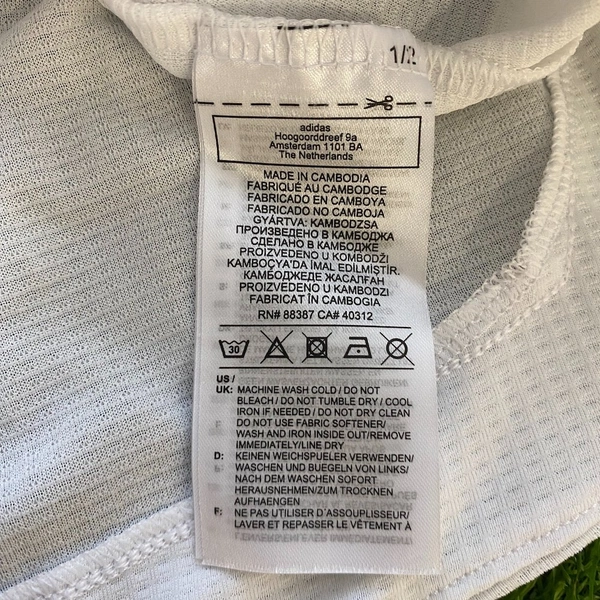 1/2
adidas
Hoogoorddreef 9a
Amsterdam 1101 BA
The Netherlands
MADE IN CAMBODIA
FABRIQUÉ AU CAMBODGE
FABRICADO EN CAMBOYA
FABRICADO NO CAMBOJA
GYÁRTVA: KAMBODZSA
ПРОИЗВЕДЕНО В КАМБОДЖА
СДЕЛАНО В КАМБОДЖЕ
PROIZVEDENO U KOMBODŽI
KAMBOÇYA'DA İMAL EDİLMİŞTİR.
КАМБОДЖЕДЕ ЖАСАЛҒАН
PROIZVEDENO U KAMBODZI
FABRICAT ÎN CAMBOGIA
RN# 88387 CA# 40312
30
US /
UK: MACHINE WASH COLD / DO NOT
BLEACH / DO NOT TUMBLE DRY / COOL
IRON IF NEEDED / DO NOT DRY CLEAN
DO NOT USE FABRIC SOFTENER/
WASH AND IRON INSIDE OUT/REMOVE
IMMEDIATELY/LINE DRY
D: KEINEN WEICHSPUELER VERWENDEN/
WASCHEN UND BUEGELN VON LINKS/
NACH DEM WASCHEN SOFORT
HERAUSNEHMEN/ZUM TROCKNEN
AUFHAENGEN
F: NE PAS UTILISER D'ASSOUPLISSEUR/
LAVER ET REPASSER LE VÊTEMENT À